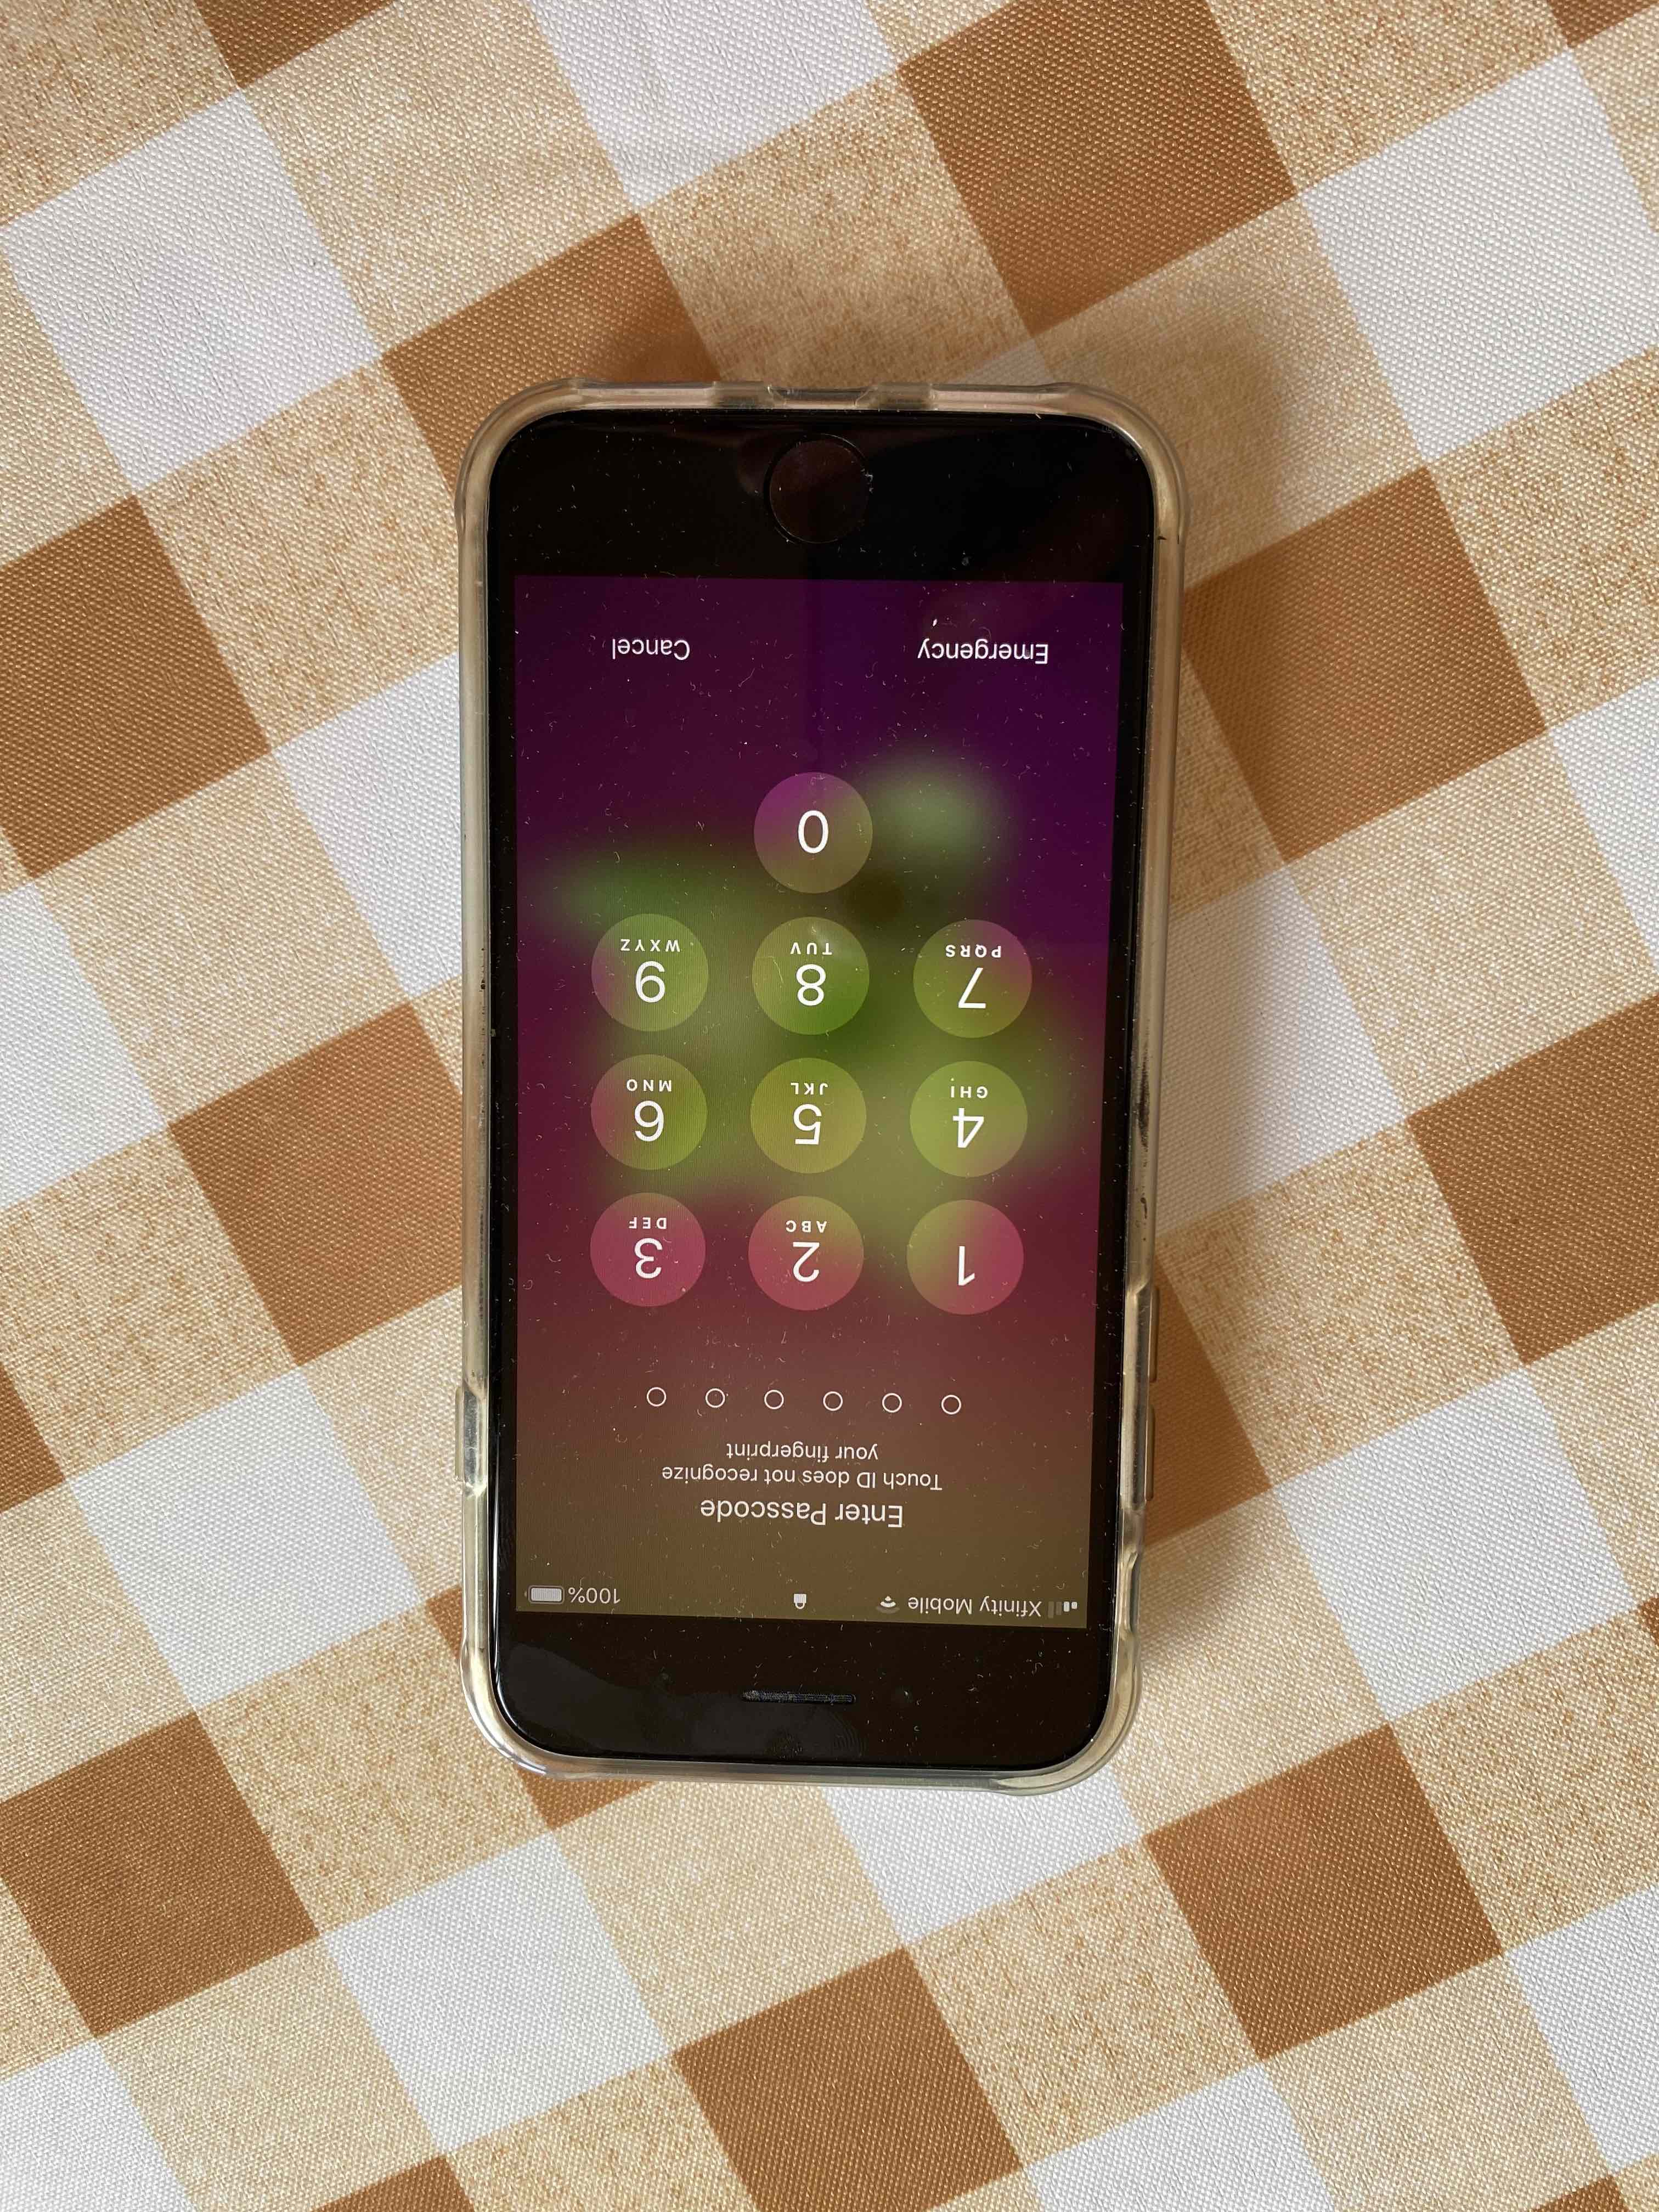 Xfinity Mobile 100%
Enter Passcode
Touch ID does not recognize
your fingerprint
1 2 3
ABC DEF
4 5 6
GHI JKL MNO
7 8 9
PQRS TUV WXYZ
0
Emergency Cancel